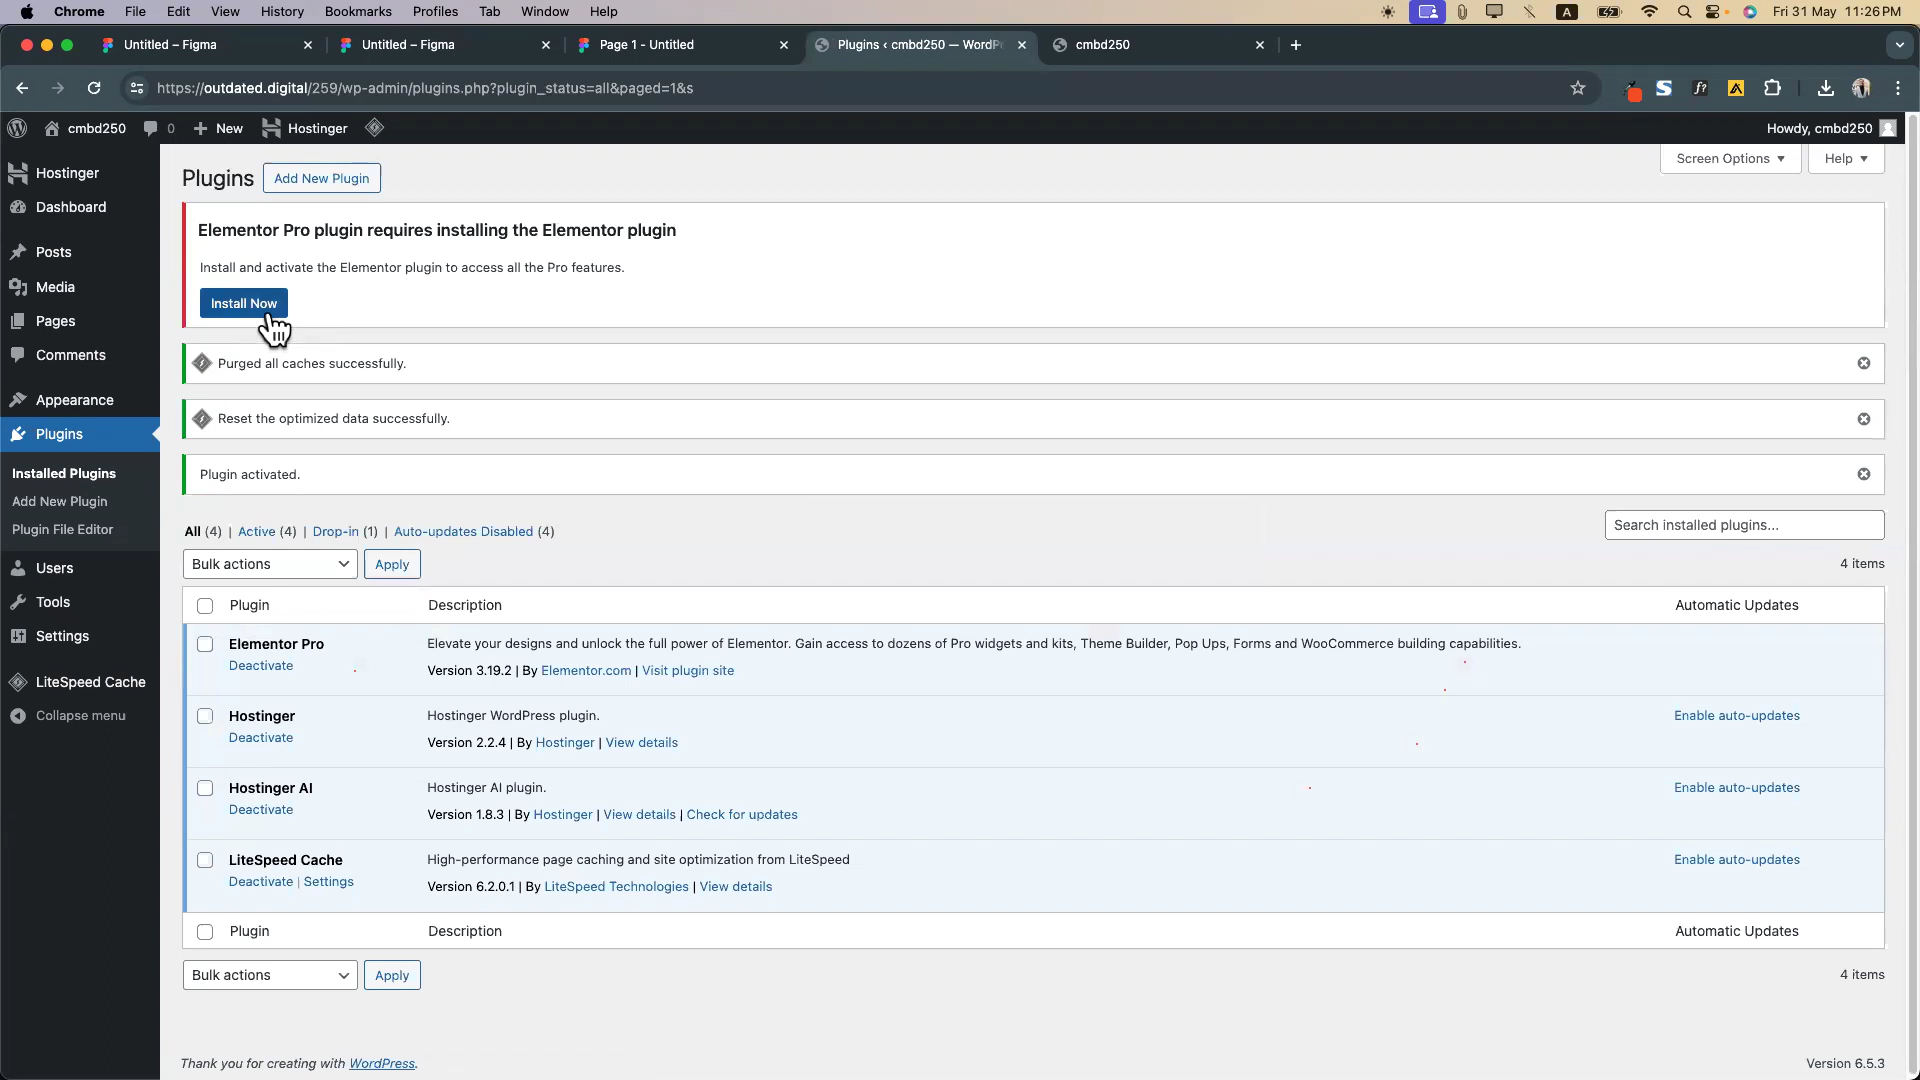 Chrome File Edit View History Bookmarks Profiles Tab Window Help A Fri 31 May 11:26 PM
Untitled – Figma Untitled – Figma Page 1 - Untitled Plugins ‹ cmbd250 — WordPr cmbd250
https://outdated.digital/259/wp-admin/plugins.php?plugin_status=all&paged=1&s
cmbd250 0 New Hostinger Howdy, cmbd250
Hostinger
Dashboard
Posts
Media
Pages
Comments
Appearance
Plugins
Installed Plugins
Add New Plugin
Plugin File Editor
Users
Tools
Settings
LiteSpeed Cache
Collapse menu
Screen Options Help
Plugins Add New Plugin
Elementor Pro plugin requires installing the Elementor plugin
Install and activate the Elementor plugin to access all the Pro features.
Install Now
Purged all caches successfully.
Reset the optimized data successfully.
Plugin activated.
All (4) | Active (4) | Drop-in (1) | Auto-updates Disabled (4)
Search installed plugins...
Bulk actions Apply 4 items
Plugin Description Automatic Updates
Elementor Pro Elevate your designs and unlock the full power of Elementor. Gain access to dozens of Pro widgets and kits, Theme Builder, Pop Ups, Forms and WooCommerce building capabilities.
Deactivate Version 3.19.2 | By Elementor.com | Visit plugin site
Hostinger Hostinger WordPress plugin. Enable auto-updates
Deactivate Version 2.2.4 | By Hostinger | View details
Hostinger AI Hostinger AI plugin. Enable auto-updates
Deactivate Version 1.8.3 | By Hostinger | View details | Check for updates
LiteSpeed Cache High-performance page caching and site optimization from LiteSpeed Enable auto-updates
Deactivate | Settings Version 6.2.0.1 | By LiteSpeed Technologies | View details
Plugin Description Automatic Updates
Bulk actions Apply 4 items
Thank you for creating with WordPress. Version 6.5.3